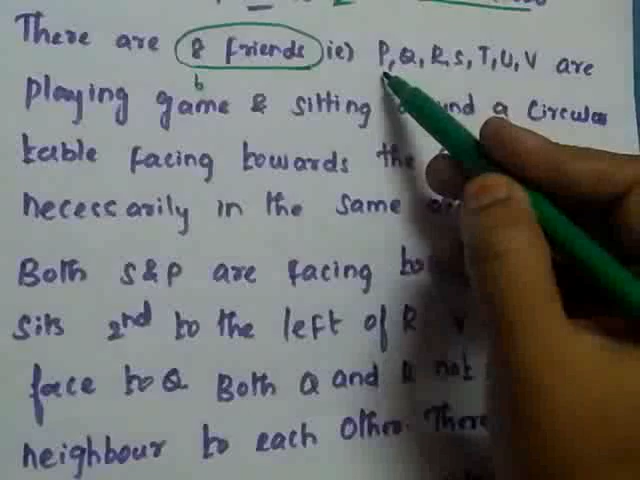 There are 8 friends ie) P, Q, R, S, T, U, V are
b
playing game & sitting a circular
table facing towards the
necessarily in the same
Both S&P are facing
sits 2nd to the left of R
face to Q Both Q and not
neighbour to each other. There